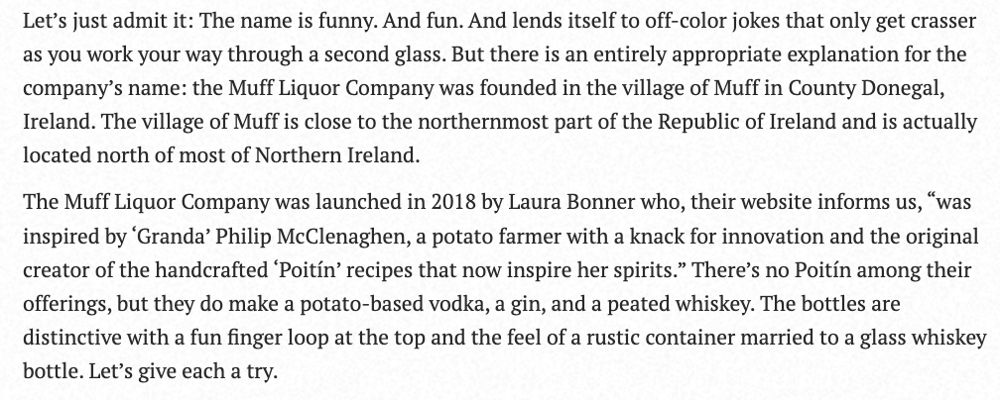 Let’s just admit it: The name is funny. And fun. And lends itself to off-color jokes that only get crasser
as you work your way through a second glass. But there is an entirely appropriate explanation for the
company’s name: the Muff Liquor Company was founded in the village of Muff in County Donegal,
Ireland. The village of Muff is close to the northernmost part of the Republic of Ireland and is actually
located north of most of Northern Ireland.
The Muff Liquor Company was launched in 2018 by Laura Bonner who, their website informs us, “was
inspired by ‘Granda’ Philip McClenaghen, a potato farmer with a knack for innovation and the original
creator of the handcrafted ‘Poitín’ recipes that now inspire her spirits.” There’s no Poitín among their
offerings, but they do make a potato-based vodka, a gin, and a peated whiskey. The bottles are
distinctive with a fun finger loop at the top and the feel of a rustic container married to a glass whiskey
bottle. Let’s give each a try.